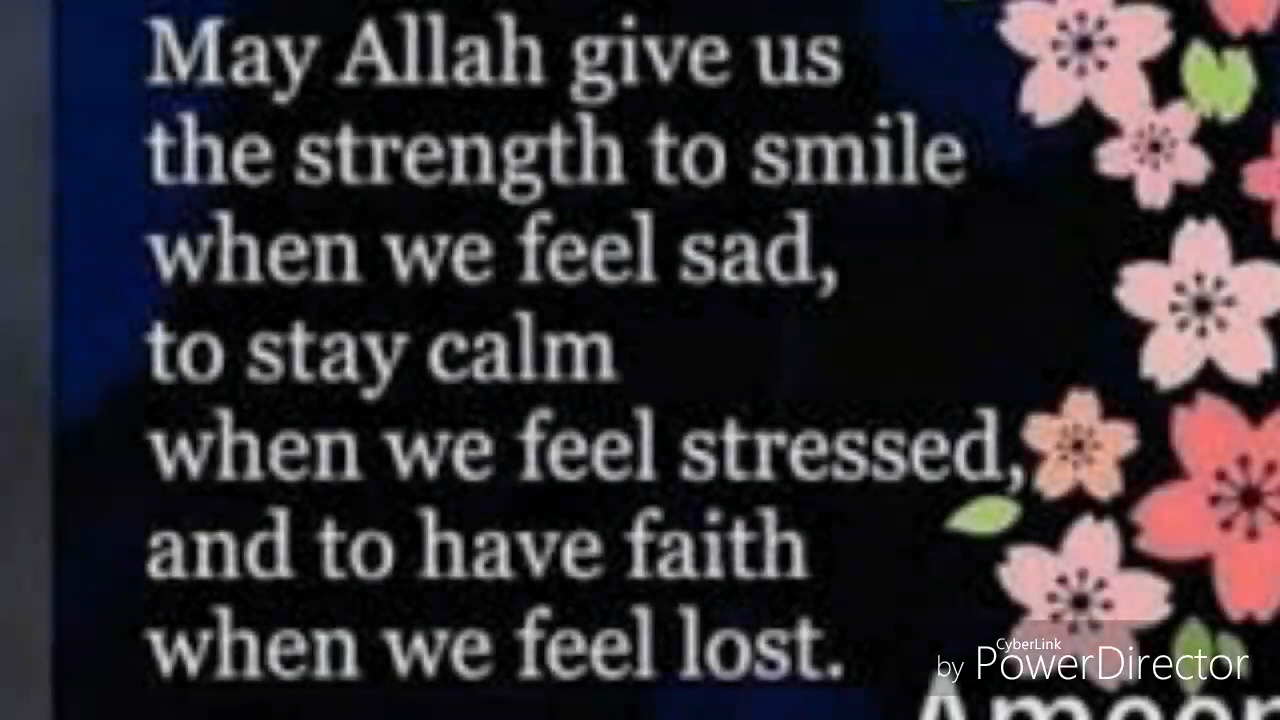 May Allah give us
the strength to smile
when we feel sad,
to stay calm
when we feel stressed,
and to have faith
when we feel lost.
CyberLink
by PowerDirector